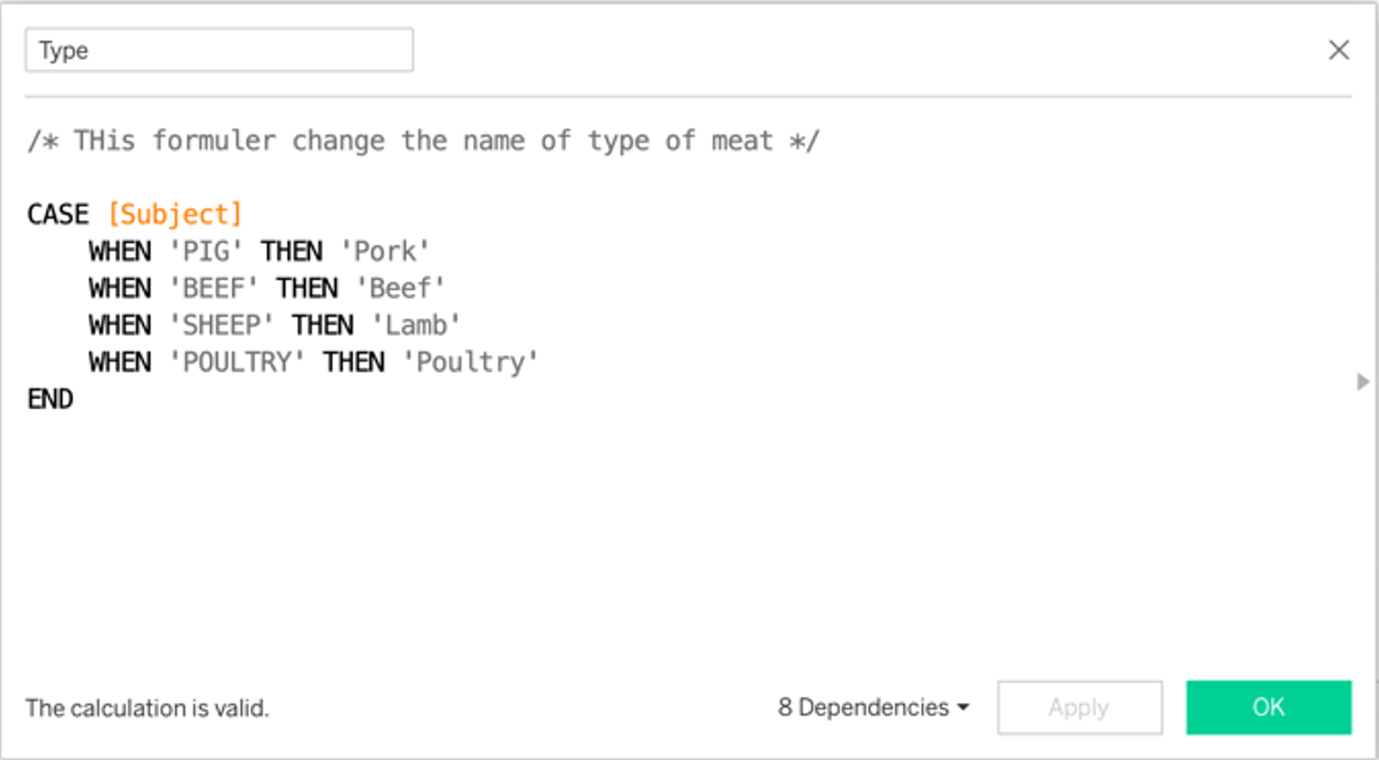 Type
/* THis formuler change the name of type of meat */
CASE [Subject]
WHEN 'PIG' THEN 'Pork'
WHEN 'BEEF' THEN 'Beef'
WHEN 'SHEEP' THEN 'Lamb'
WHEN 'POULTRY' THEN 'Poultry'
END
The calculation is valid.
8 Dependencies
Apply
OK